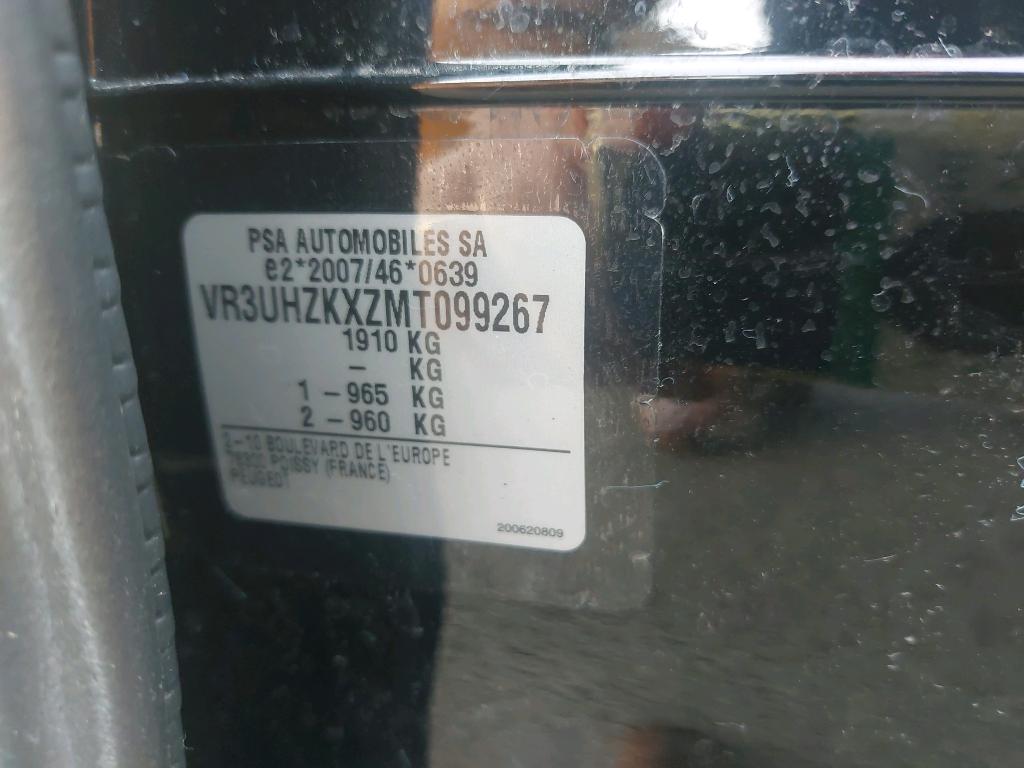 PSA AUTOMOBILES SA
e2*2007/46*0639
VR3UHZKXZMT099267
1910 KG
– KG
1 – 965 KG
2 – 960 KG
2–10 BOULEVARD DE L'EUROPE
POISSY (FRANCE)
PEUGEOT
200620809